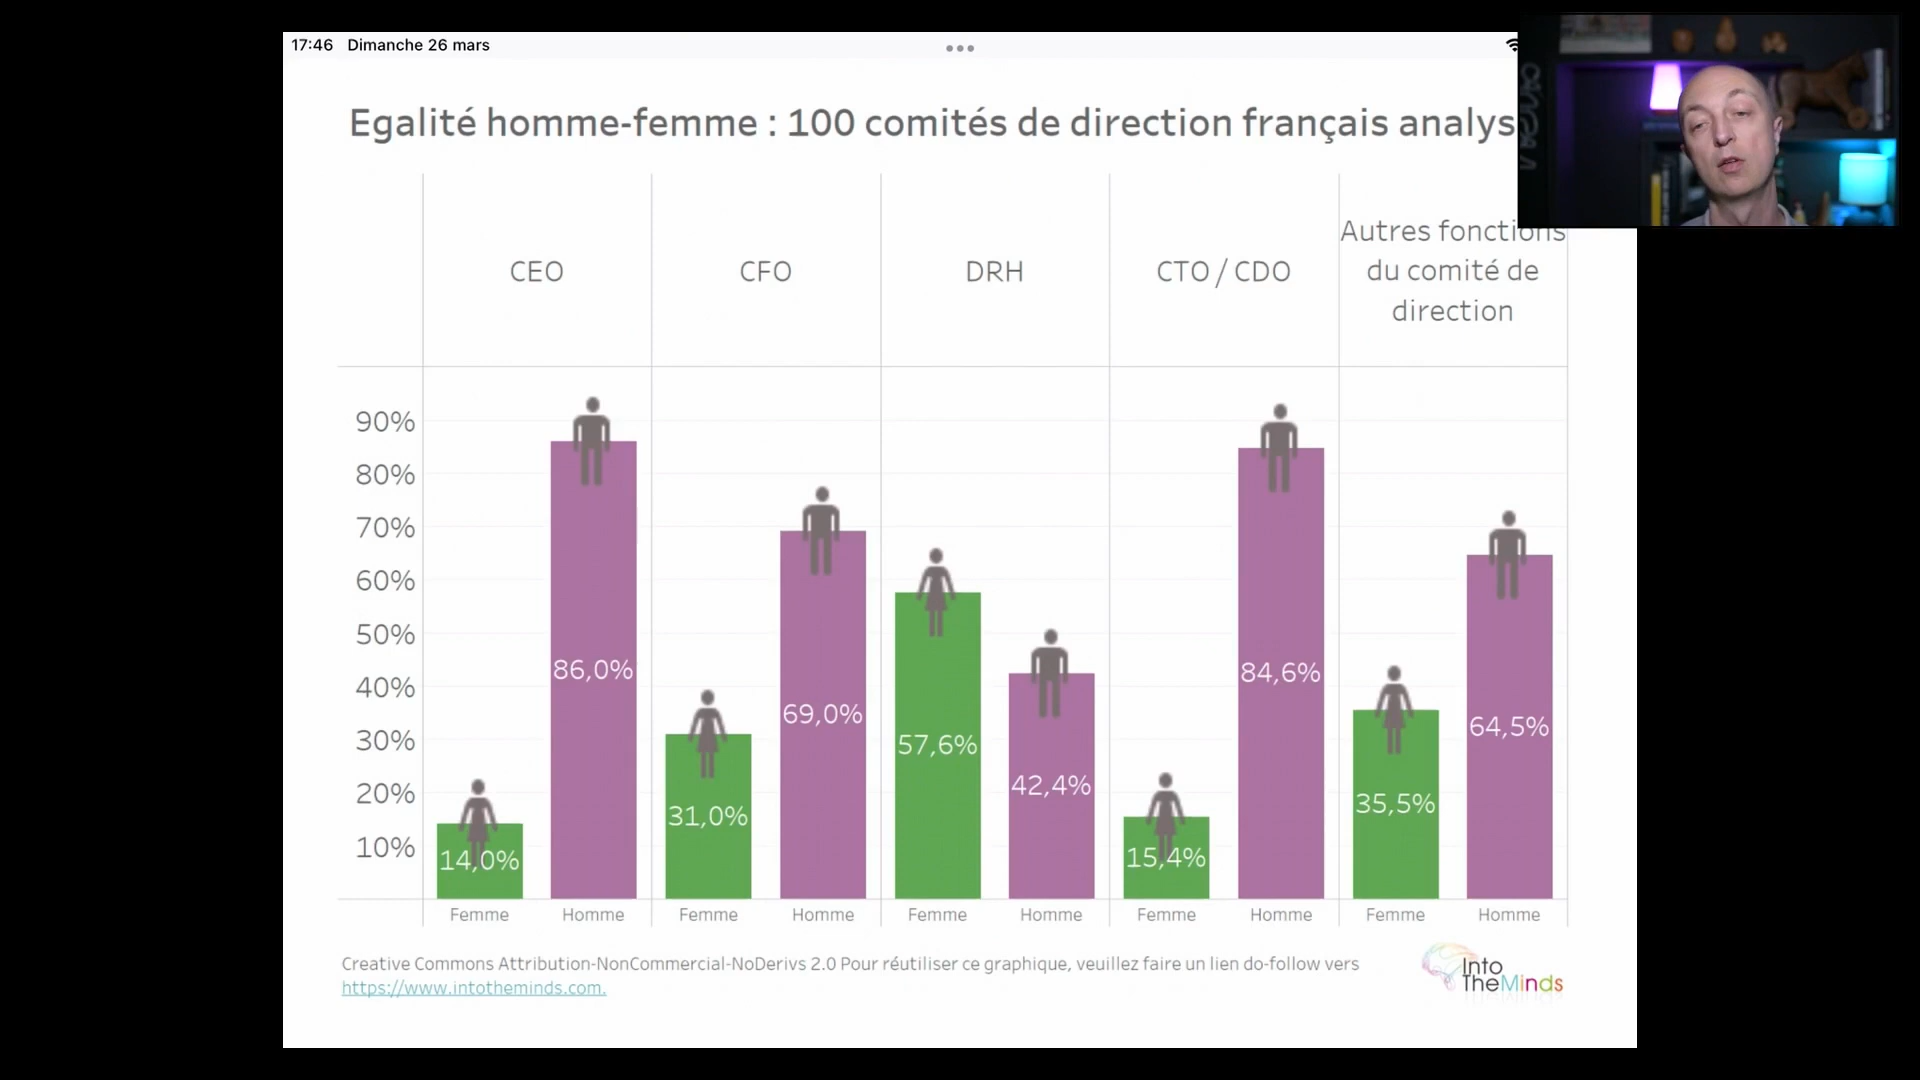 17:46 Dimanche 26 mars
Egalité homme-femme : 100 comités de direction français analys
CEO
CFO
DRH
CTO / CDO
Autres fonctions
du comité de
direction
90%
80%
70%
60%
50%
40%
30%
20%
10%
14,0%
86,0%
31,0%
69,0%
57,6%
42,4%
15,4%
84,6%
35,5%
64,5%
Femme Homme Femme Homme Femme Homme Femme Homme Femme Homme
Creative Commons Attribution-NonCommercial-NoDerivs 2.0 Pour réutiliser ce graphique, veuillez faire un lien do-follow vers
https://www.intotheminds.com.
Into
TheMinds